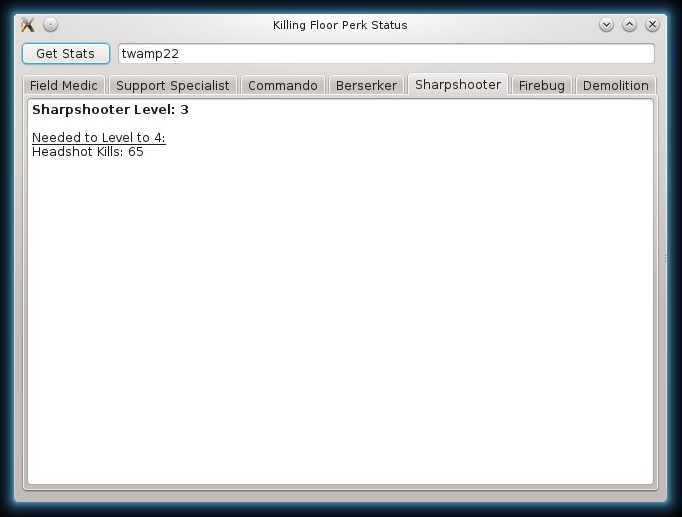 Killing Floor Perk Status
Get Stats twamp22
Field Medic Support Specialist Commando Berserker Sharpshooter Firebug Demolition
Sharpshooter Level: 3
Needed to Level to 4:
Headshot Kills: 65